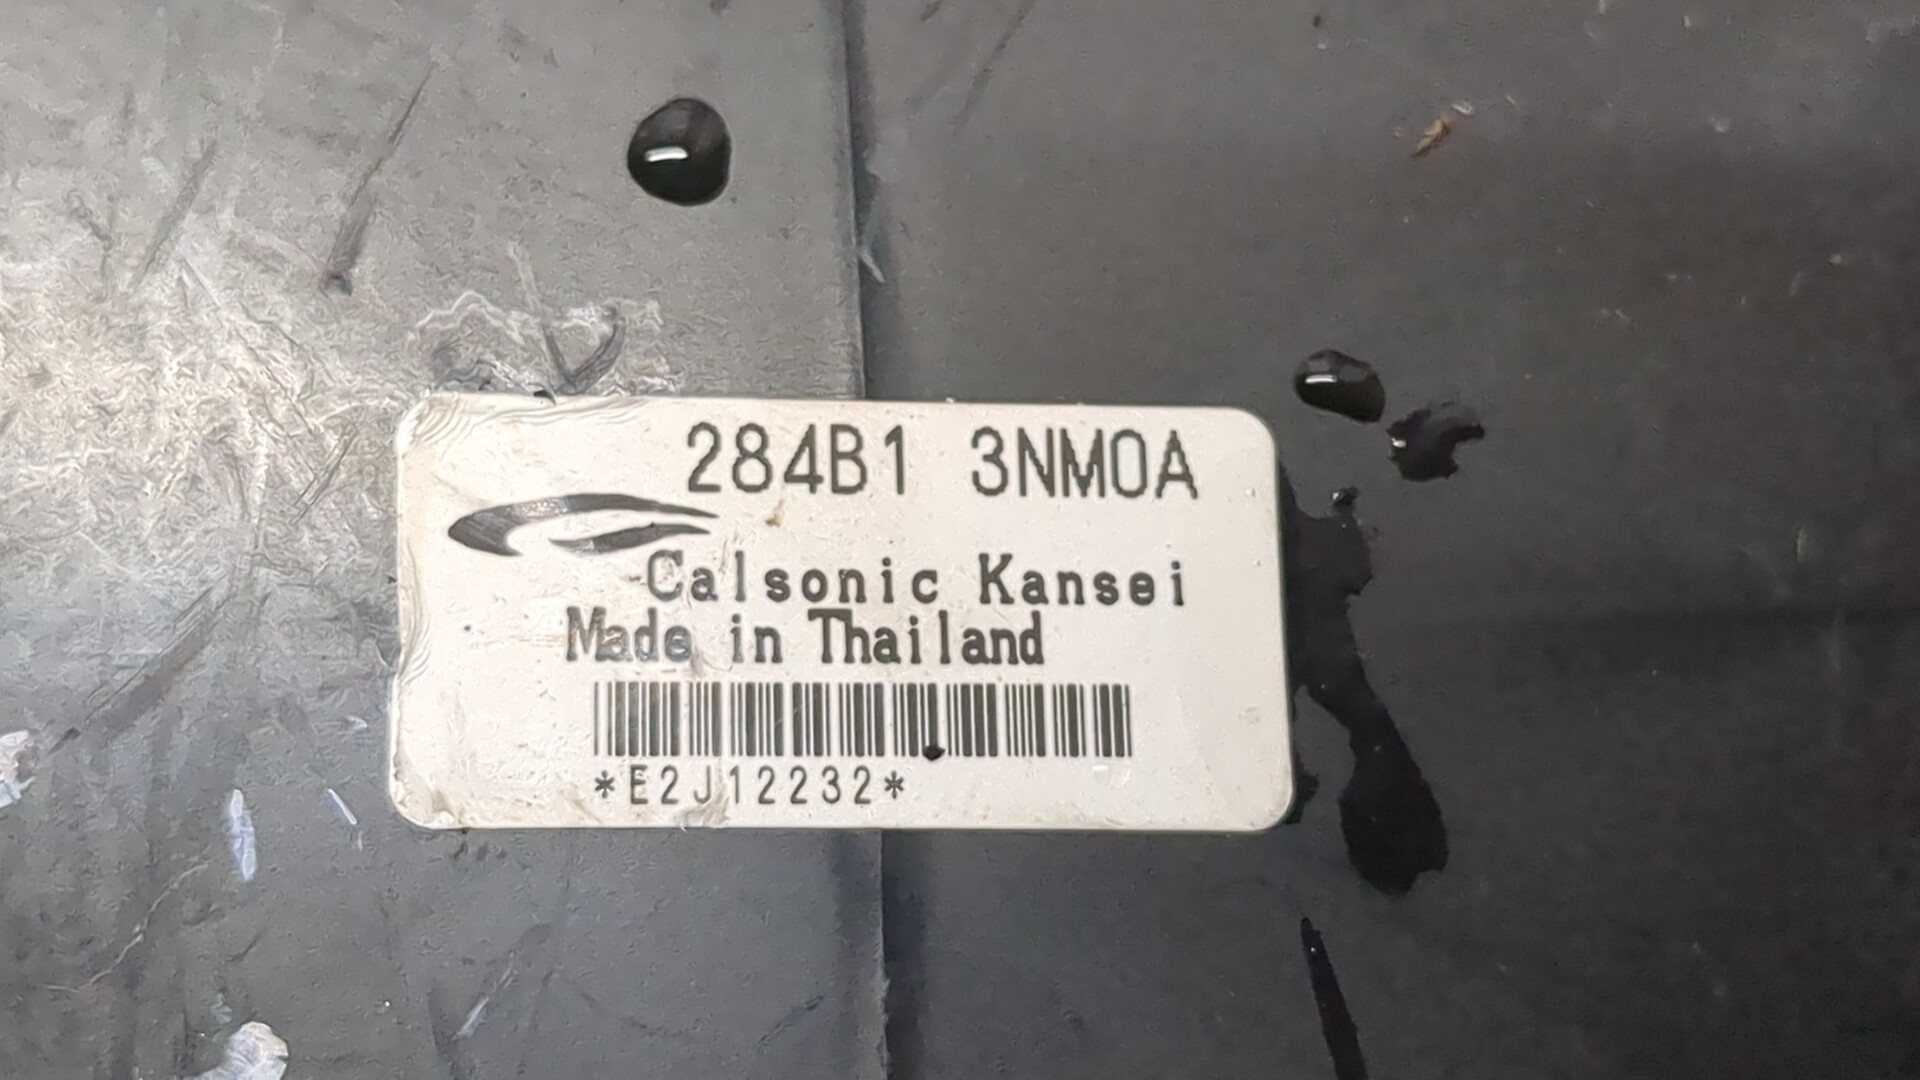 284B1 3NM0A
Calsonic Kansei
Made in Thailand
*E2J12232*